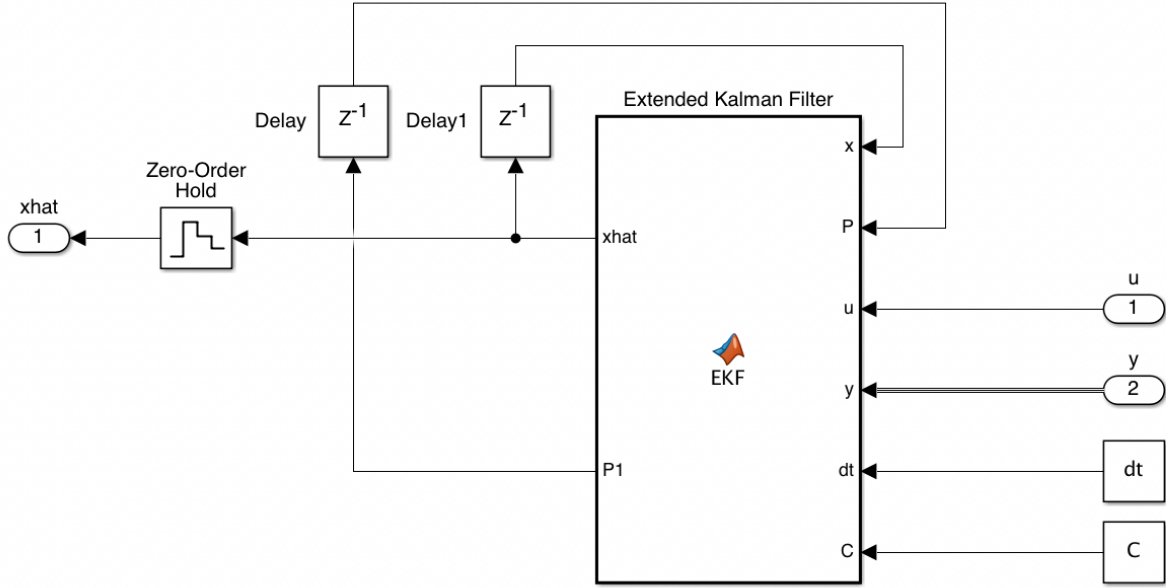 Extended Kalman Filter
Delay
Z-1
Delay1
Z-1
x
Zero-Order
Hold
xhat
1
P
xhat
u
u
1
EKF
y
y
2
P1
dt
dt
C
C